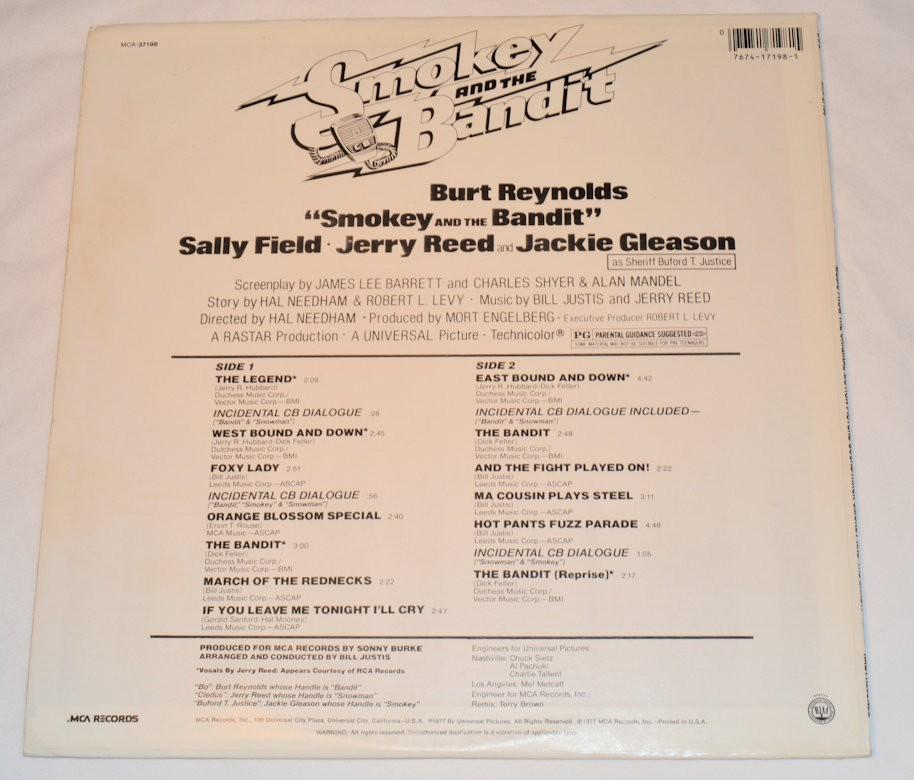 MCA-37198
0
7674-17198-1
Smokey
AND THE
Bandit
CB
Burt Reynolds
“Smokey AND THE Bandit”
Sally Field · Jerry Reed and Jackie Gleason
as Sheriff Buford T. Justice
Screenplay by JAMES LEE BARRETT and CHARLES SHYER & ALAN MANDEL
Story by HAL NEEDHAM & ROBERT L. LEVY · Music by BILL JUSTIS and JERRY REED
Directed by HAL NEEDHAM · Produced by MORT ENGELBERG · Executive Producer ROBERT L. LEVY
A RASTAR Production · A UNIVERSAL Picture · Technicolor®
PG PARENTAL GUIDANCE SUGGESTED
SOME MATERIAL MAY NOT BE SUITABLE FOR PRE-TEENAGERS
SIDE 1
THE LEGEND* 2:09
(Jerry R. Hubbard)
Duchess Music Corp./
Vector Music Corp.—BMI
INCIDENTAL CB DIALOGUE :28
("Bandit" & "Snowman")
WEST BOUND AND DOWN* 2:45
(Jerry R. Hubbard-Dick Feller)
Dutchess Music Corp./
Vector Music Corp.—BMI
FOXY LADY 2:51
(Bill Justis)
Leeds Music Corp.—ASCAP
INCIDENTAL CB DIALOGUE :56
("Bandit," "Smokey" & "Snowman")
ORANGE BLOSSOM SPECIAL 2:40
(Ervin T. Rouse)
MCA Music—ASCAP
THE BANDIT* 3:00
(Dick Feller)
Duchess Music Corp./
Vector Music Corp.—BMI
MARCH OF THE REDNECKS 2:22
(Bill Justis)
Leeds Music Corp.—ASCAP
IF YOU LEAVE ME TONIGHT I'LL CRY 2:47
(Gerald Sanford-Hal Mooney)
Leeds Music Corp.—ASCAP
SIDE 2
EAST BOUND AND DOWN* 4:42
(Jerry R. Hubbard-Dick Feller)
Duchess Music Corp./
Vector Music Corp.—BMI
INCIDENTAL CB DIALOGUE INCLUDED—
("Bandit" & "Snowman")
THE BANDIT 2:48
(Dick Feller)
Duchess Music Corp./
Vector Music Corp.—BMI
AND THE FIGHT PLAYED ON! 2:22
(Bill Justis)
Leeds Music Corp.—ASCAP
MA COUSIN PLAYS STEEL 3:11
(Bill Justis)
Leeds Music Corp.—ASCAP
HOT PANTS FUZZ PARADE 4:48
(Bill Justis)
Leeds Music Corp.—ASCAP
INCIDENTAL CB DIALOGUE 1:05
("Snowman" & "Smokey")
THE BANDIT (Reprise)* 2:17
(Dick Feller)
Duchess Music Corp./
Vector Music Corp.—BMI
PRODUCED FOR MCA RECORDS BY SONNY BURKE
ARRANGED AND CONDUCTED BY BILL JUSTIS
*Vocals By Jerry Reed: Appears Courtesy of RCA Records
"Bo": Burt Reynolds whose Handle is "Bandit"
"Cledus": Jerry Reed whose Handle is "Snowman"
"Buford T. Justice": Jackie Gleason whose Handle is "Smokey"
Engineers for Universal Pictures:
Nashville: Chuck Sietz
Al Pachuki
Charlie Tallent
Los Angeles: Mel Metcalf
Engineer for MCA Records, Inc.:
Remix: Terry Brown
MCA RECORDS
MCA Records, Inc., 100 Universal City Plaza, Universal City, California—U.S.A. ©1977 By Universal Pictures. All Rights Reserved. ℗1977 MCA Records, Inc.—Printed in U.S.A.
WARNING: All rights reserved. Unauthorized duplication is a violation of applicable laws.